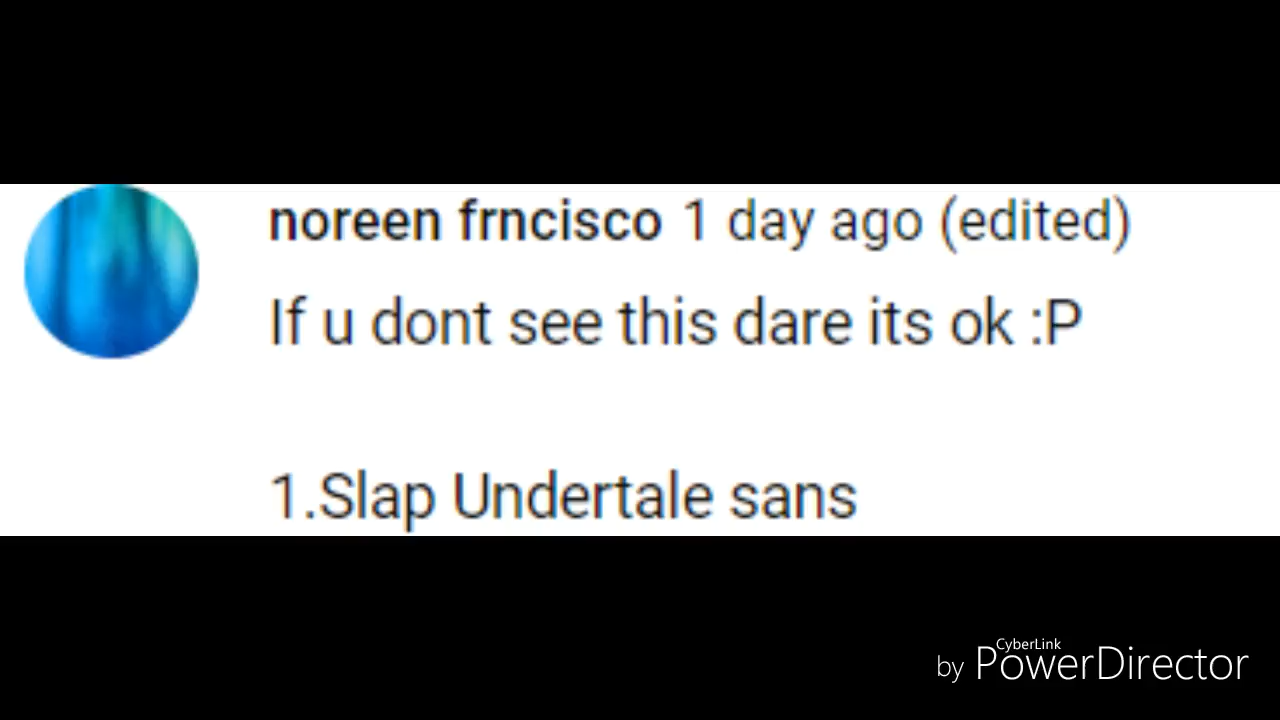 noreen frncisco 1 day ago (edited)
If u dont see this dare its ok :P
1.Slap Undertale sans
CyberLink
by PowerDirector